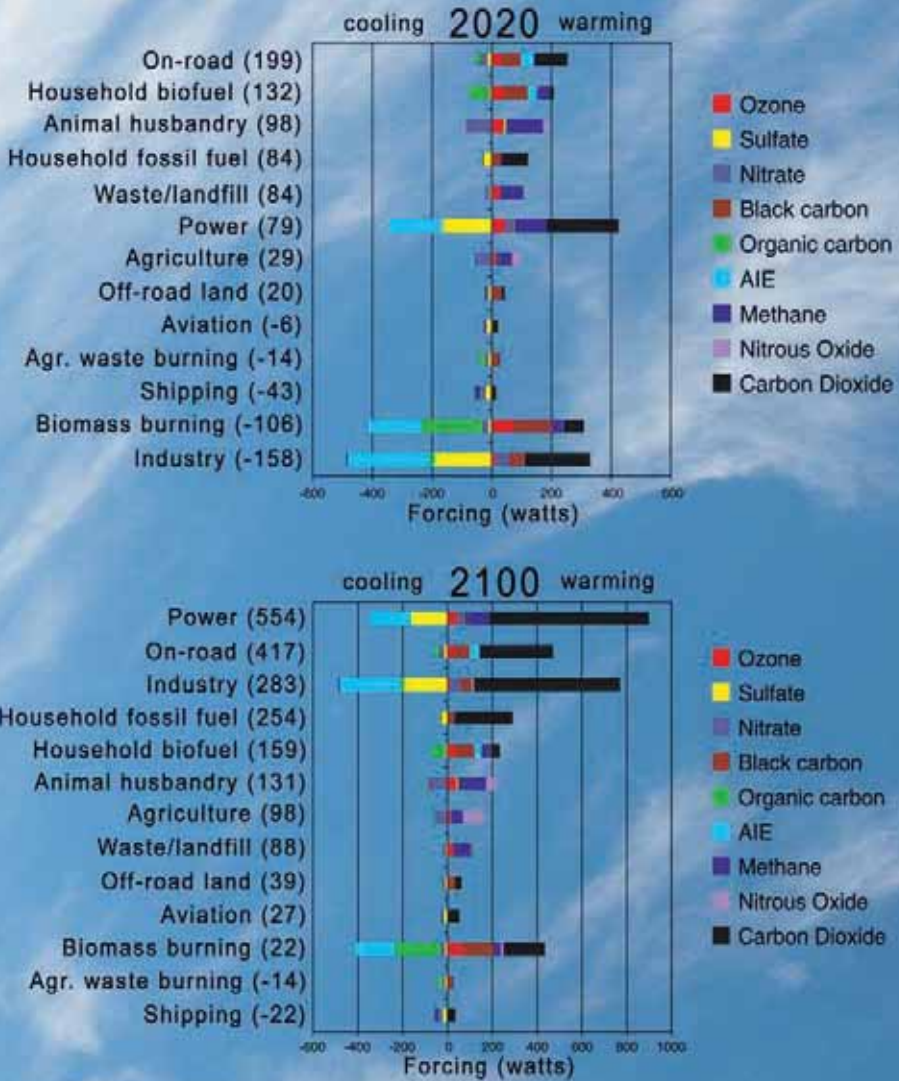 cooling 2020 warming
On-road (199)
Household biofuel (132)
Animal husbandry (98)
Household fossil fuel (84)
Waste/landfill (84)
Power (79)
Agriculture (29)
Off-road land (20)
Aviation (-6)
Agr. waste burning (-14)
Shipping (-43)
Biomass burning (-106)
Industry (-158)
-600 -400 -200 0 200 400 600
Forcing (watts)
Ozone
Sulfate
Nitrate
Black carbon
Organic carbon
AIE
Methane
Nitrous Oxide
Carbon Dioxide
cooling 2100 warming
Power (554)
On-road (417)
Industry (283)
Household fossil fuel (254)
Household biofuel (159)
Animal husbandry (131)
Agriculture (98)
Waste/landfill (88)
Off-road land (39)
Aviation (27)
Biomass burning (22)
Agr. waste burning (-14)
Shipping (-22)
-600 -400 -200 0 200 400 600 800 1000
Forcing (watts)
Ozone
Sulfate
Nitrate
Black carbon
Organic carbon
AIE
Methane
Nitrous Oxide
Carbon Dioxide